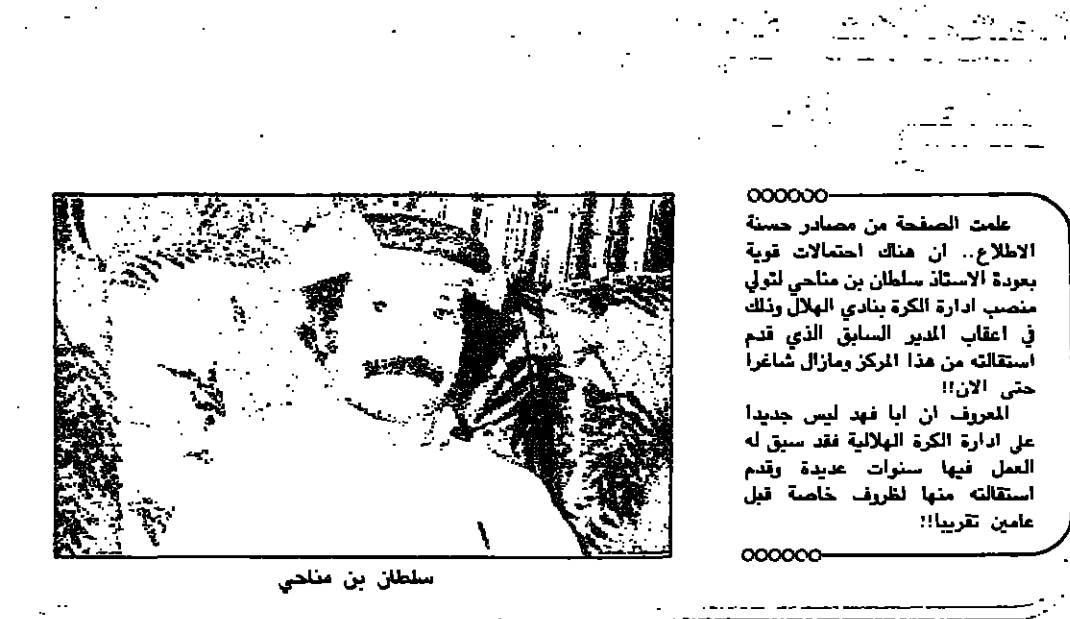 علمت الصفحة من مصادر حسنة
الاطلاع.. ان هناك احتمالات قوية
بعودة الاستاذ سلطان بن مناحي لتولي
منصب ادارة الكرة بنادي الهلال وذلك
في اعقاب المدير السابق الذي قدم
استقالته من هذا المركز ومازال شاغرا
حتى الان!!
المعروف ان ابا فهد ليس جديدا
على ادارة الكرة الهلالية فقد سبق له
العمل فيها سنوات عديدة وقدم
استقالته منها لظروف خاصة قبل
عامين تقريبا!!
سلطان بن مناحي